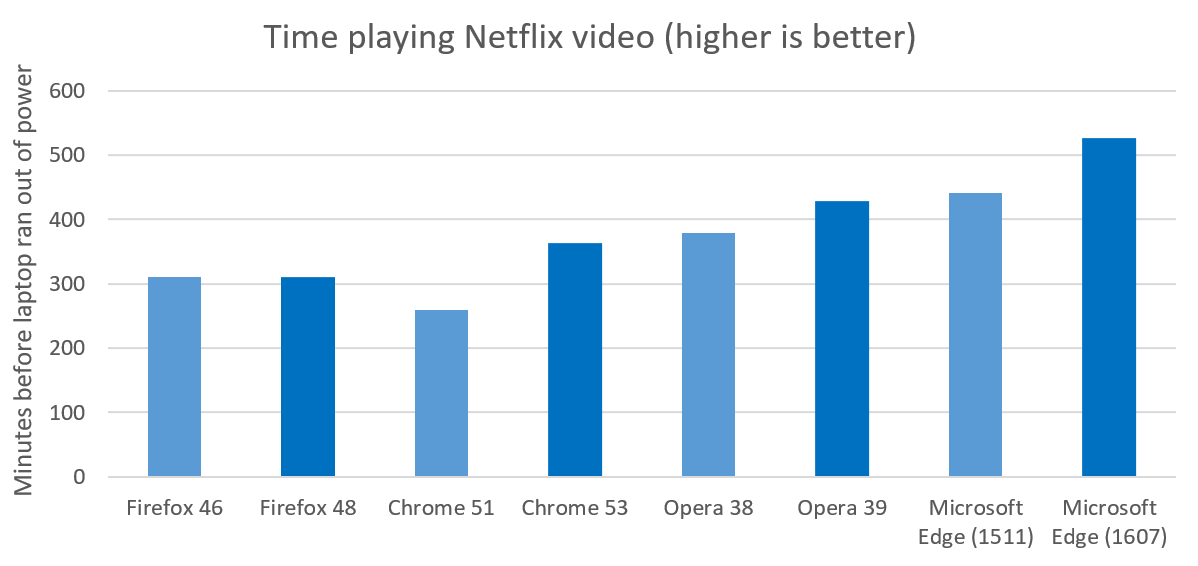 Time playing Netflix video (higher is better)
Minutes before laptop ran out of power
600
500
400
300
200
100
0
Firefox 46
Firefox 48
Chrome 51
Chrome 53
Opera 38
Opera 39
Microsoft
Edge (1511)
Microsoft
Edge (1607)